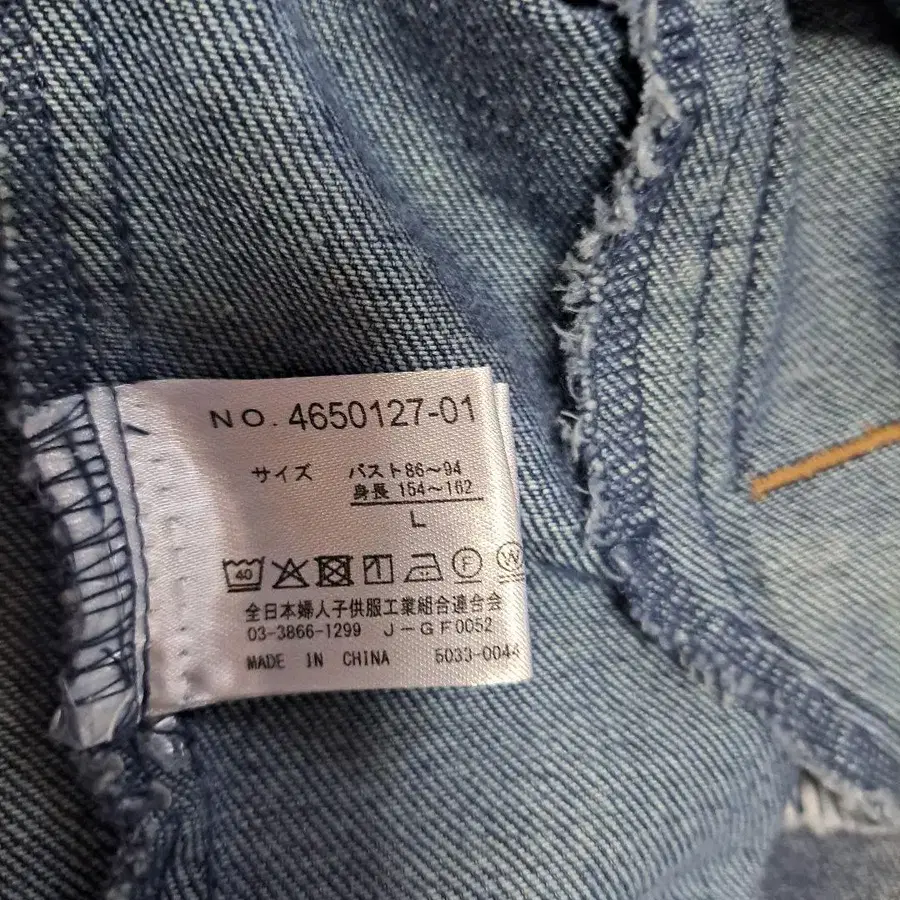 NO. 4650127-01
サイズ バスト86〜94
身長 154〜162
L
40 F W
全日本婦人子供服工業組合連合会
03-3866-1299 J-GF0052
MADE IN CHINA 5033-0044